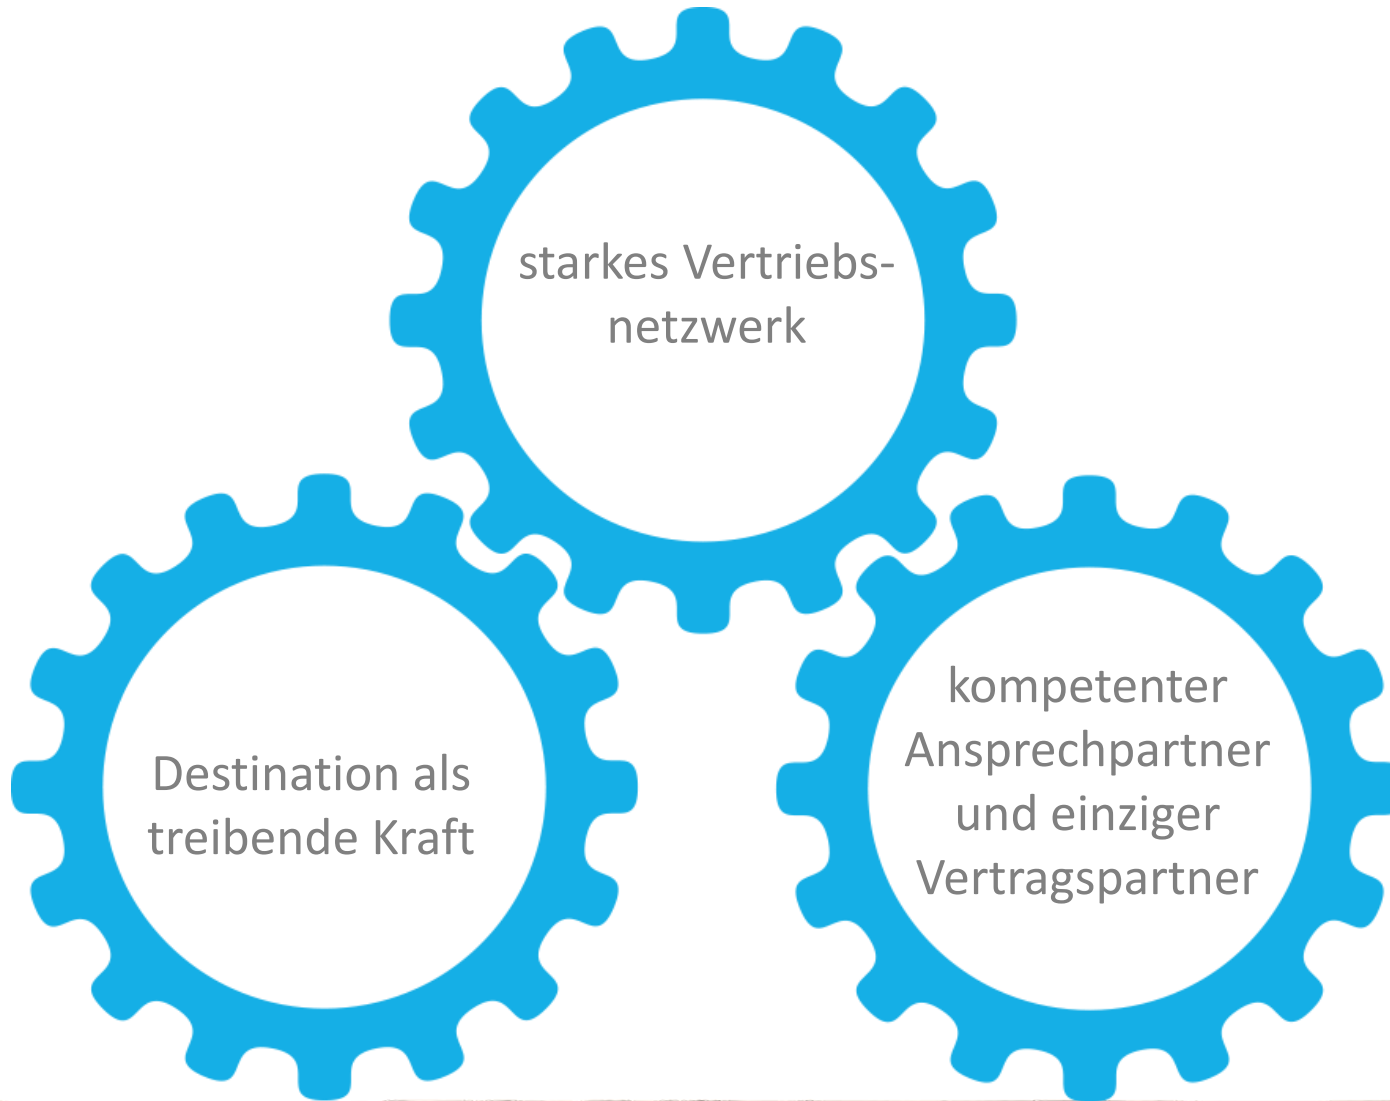 starkes Vertriebs-
netzwerk
Destination als
treibende Kraft
kompetenter
Ansprechpartner
und einziger
Vertragspartner